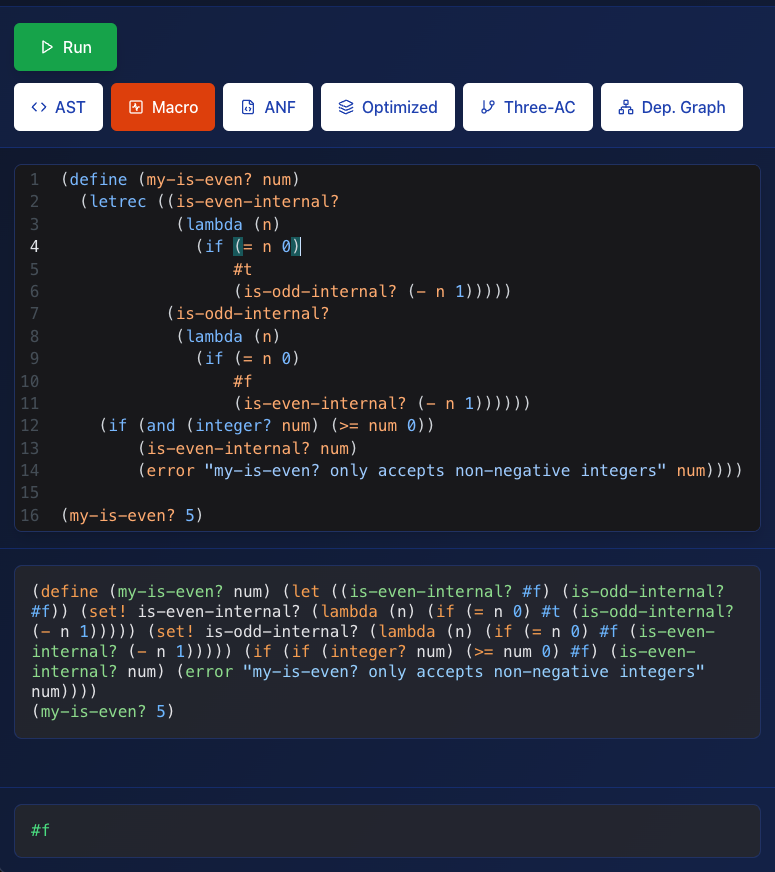 Run
AST Macro ANF Optimized Three-AC Dep. Graph
1 (define (my-is-even? num)
2   (letrec ((is-even-internal?
3             (lambda (n)
4               (if (= n 0)
5                   #t
6                   (is-odd-internal? (- n 1)))))
7            (is-odd-internal?
8             (lambda (n)
9               (if (= n 0)
10                   #f
11                   (is-even-internal? (- n 1))))))
12     (if (and (integer? num) (>= num 0))
13         (is-even-internal? num)
14         (error "my-is-even? only accepts non-negative integers" num))))
15
16 (my-is-even? 5)
(define (my-is-even? num) (let ((is-even-internal? #f) (is-odd-internal?
#f)) (set! is-even-internal? (lambda (n) (if (= n 0) #t (is-odd-internal?
(- n 1))))) (set! is-odd-internal? (lambda (n) (if (= n 0) #f (is-even-
internal? (- n 1))))) (if (if (integer? num) (>= num 0) #f) (is-even-
internal? num) (error "my-is-even? only accepts non-negative integers"
num))))
(my-is-even? 5)
#f